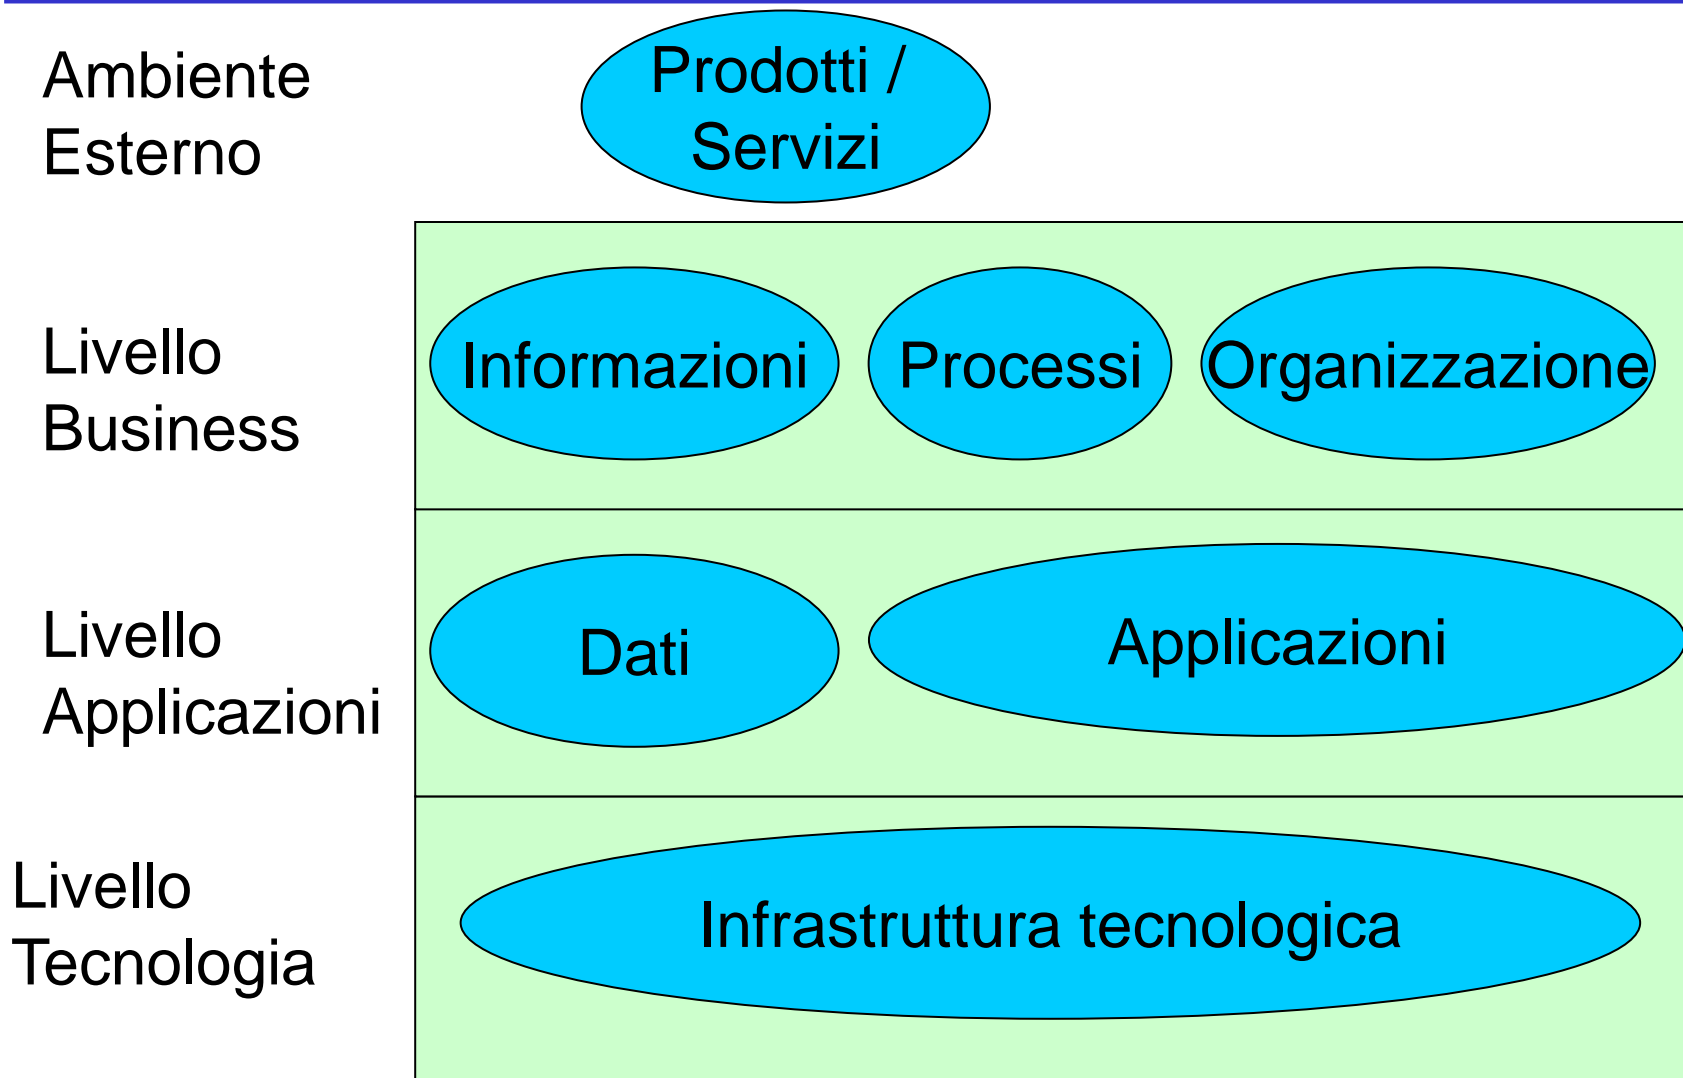 Ambiente
Esterno
Prodotti /
Servizi
Livello
Business
Informazioni
Processi
Organizzazione
Livello
Applicazioni
Dati
Applicazioni
Livello
Tecnologia
Infrastruttura tecnologica